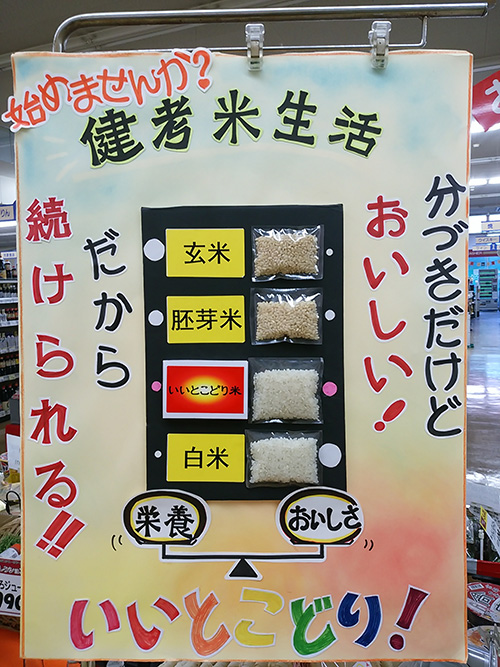 始めませんか?
健考米生活
分づきだけど
おいしい!
だから
続けられる!!
玄米
胚芽米
いいとこどり米
白米
栄養
おいしさ
いいとこどり!